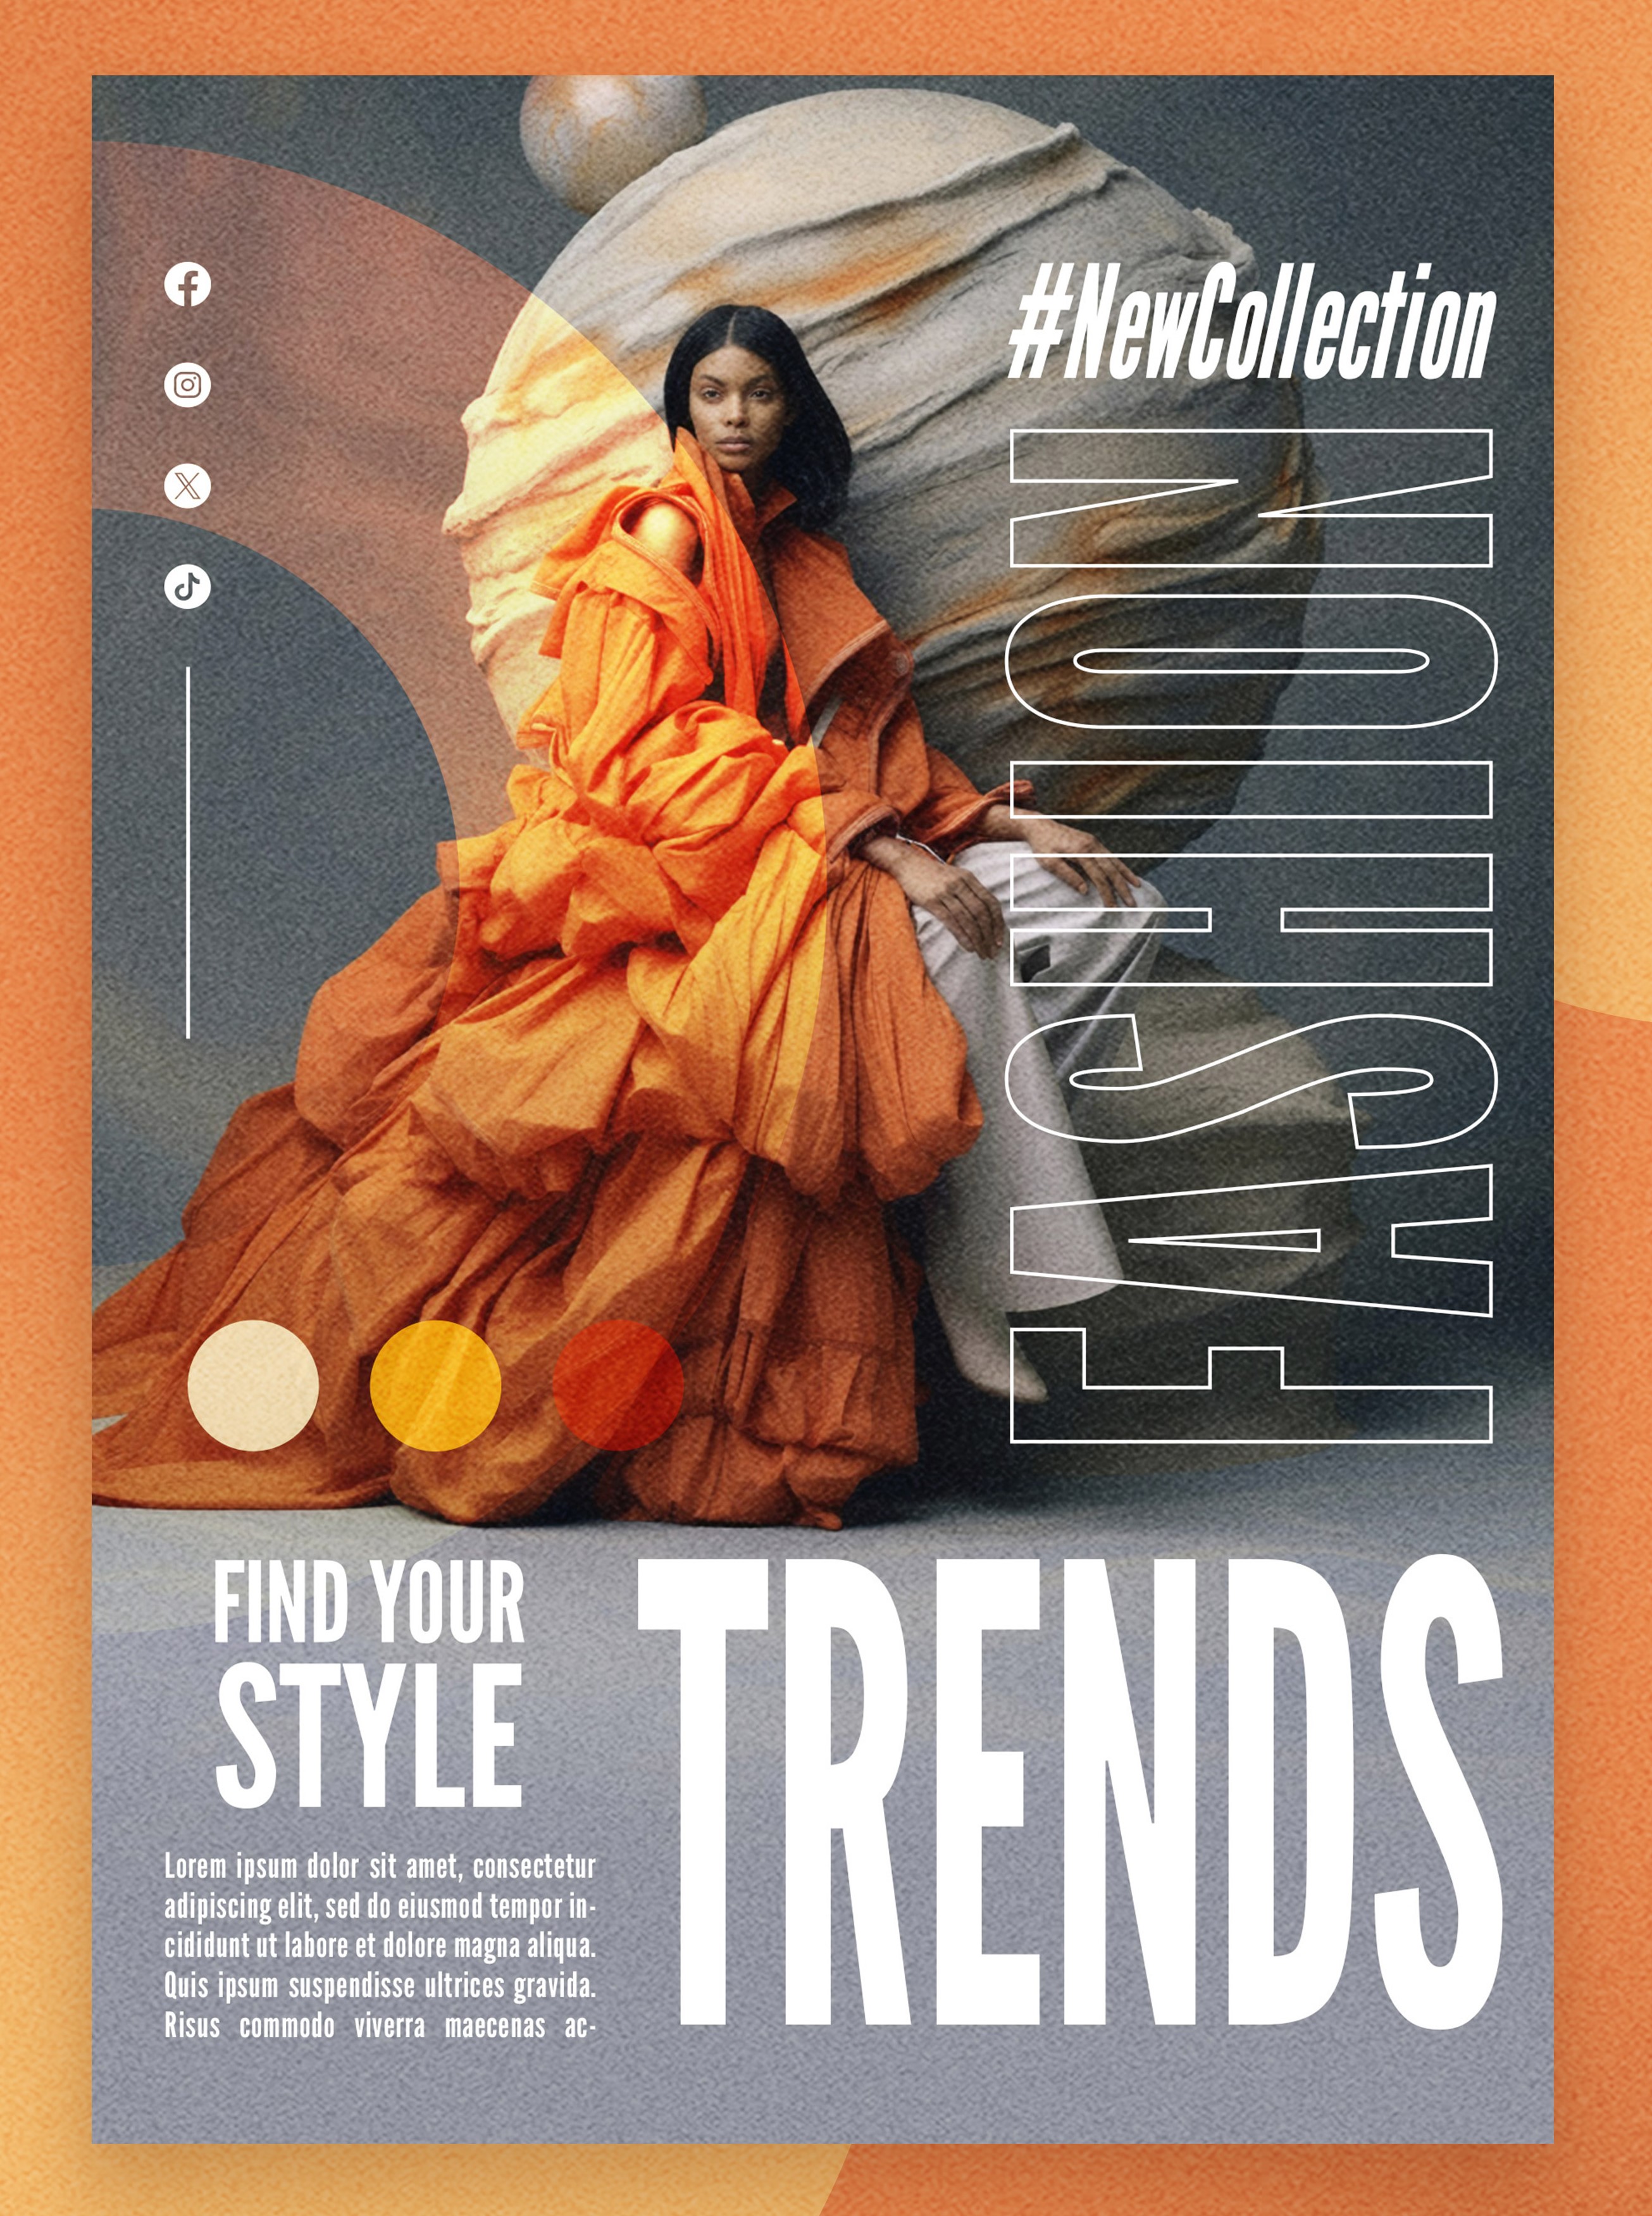 #NewCollection
FASHION
FIND YOUR
STYLE
TRENDS
Lorem ipsum dolor sit amet, consectetur
adipiscing elit, sed do eiusmod tempor in-
cididunt ut labore et dolore magna aliqua.
Quis ipsum suspendisse ultrices gravida.
Risus commodo viverra maecenas ac-